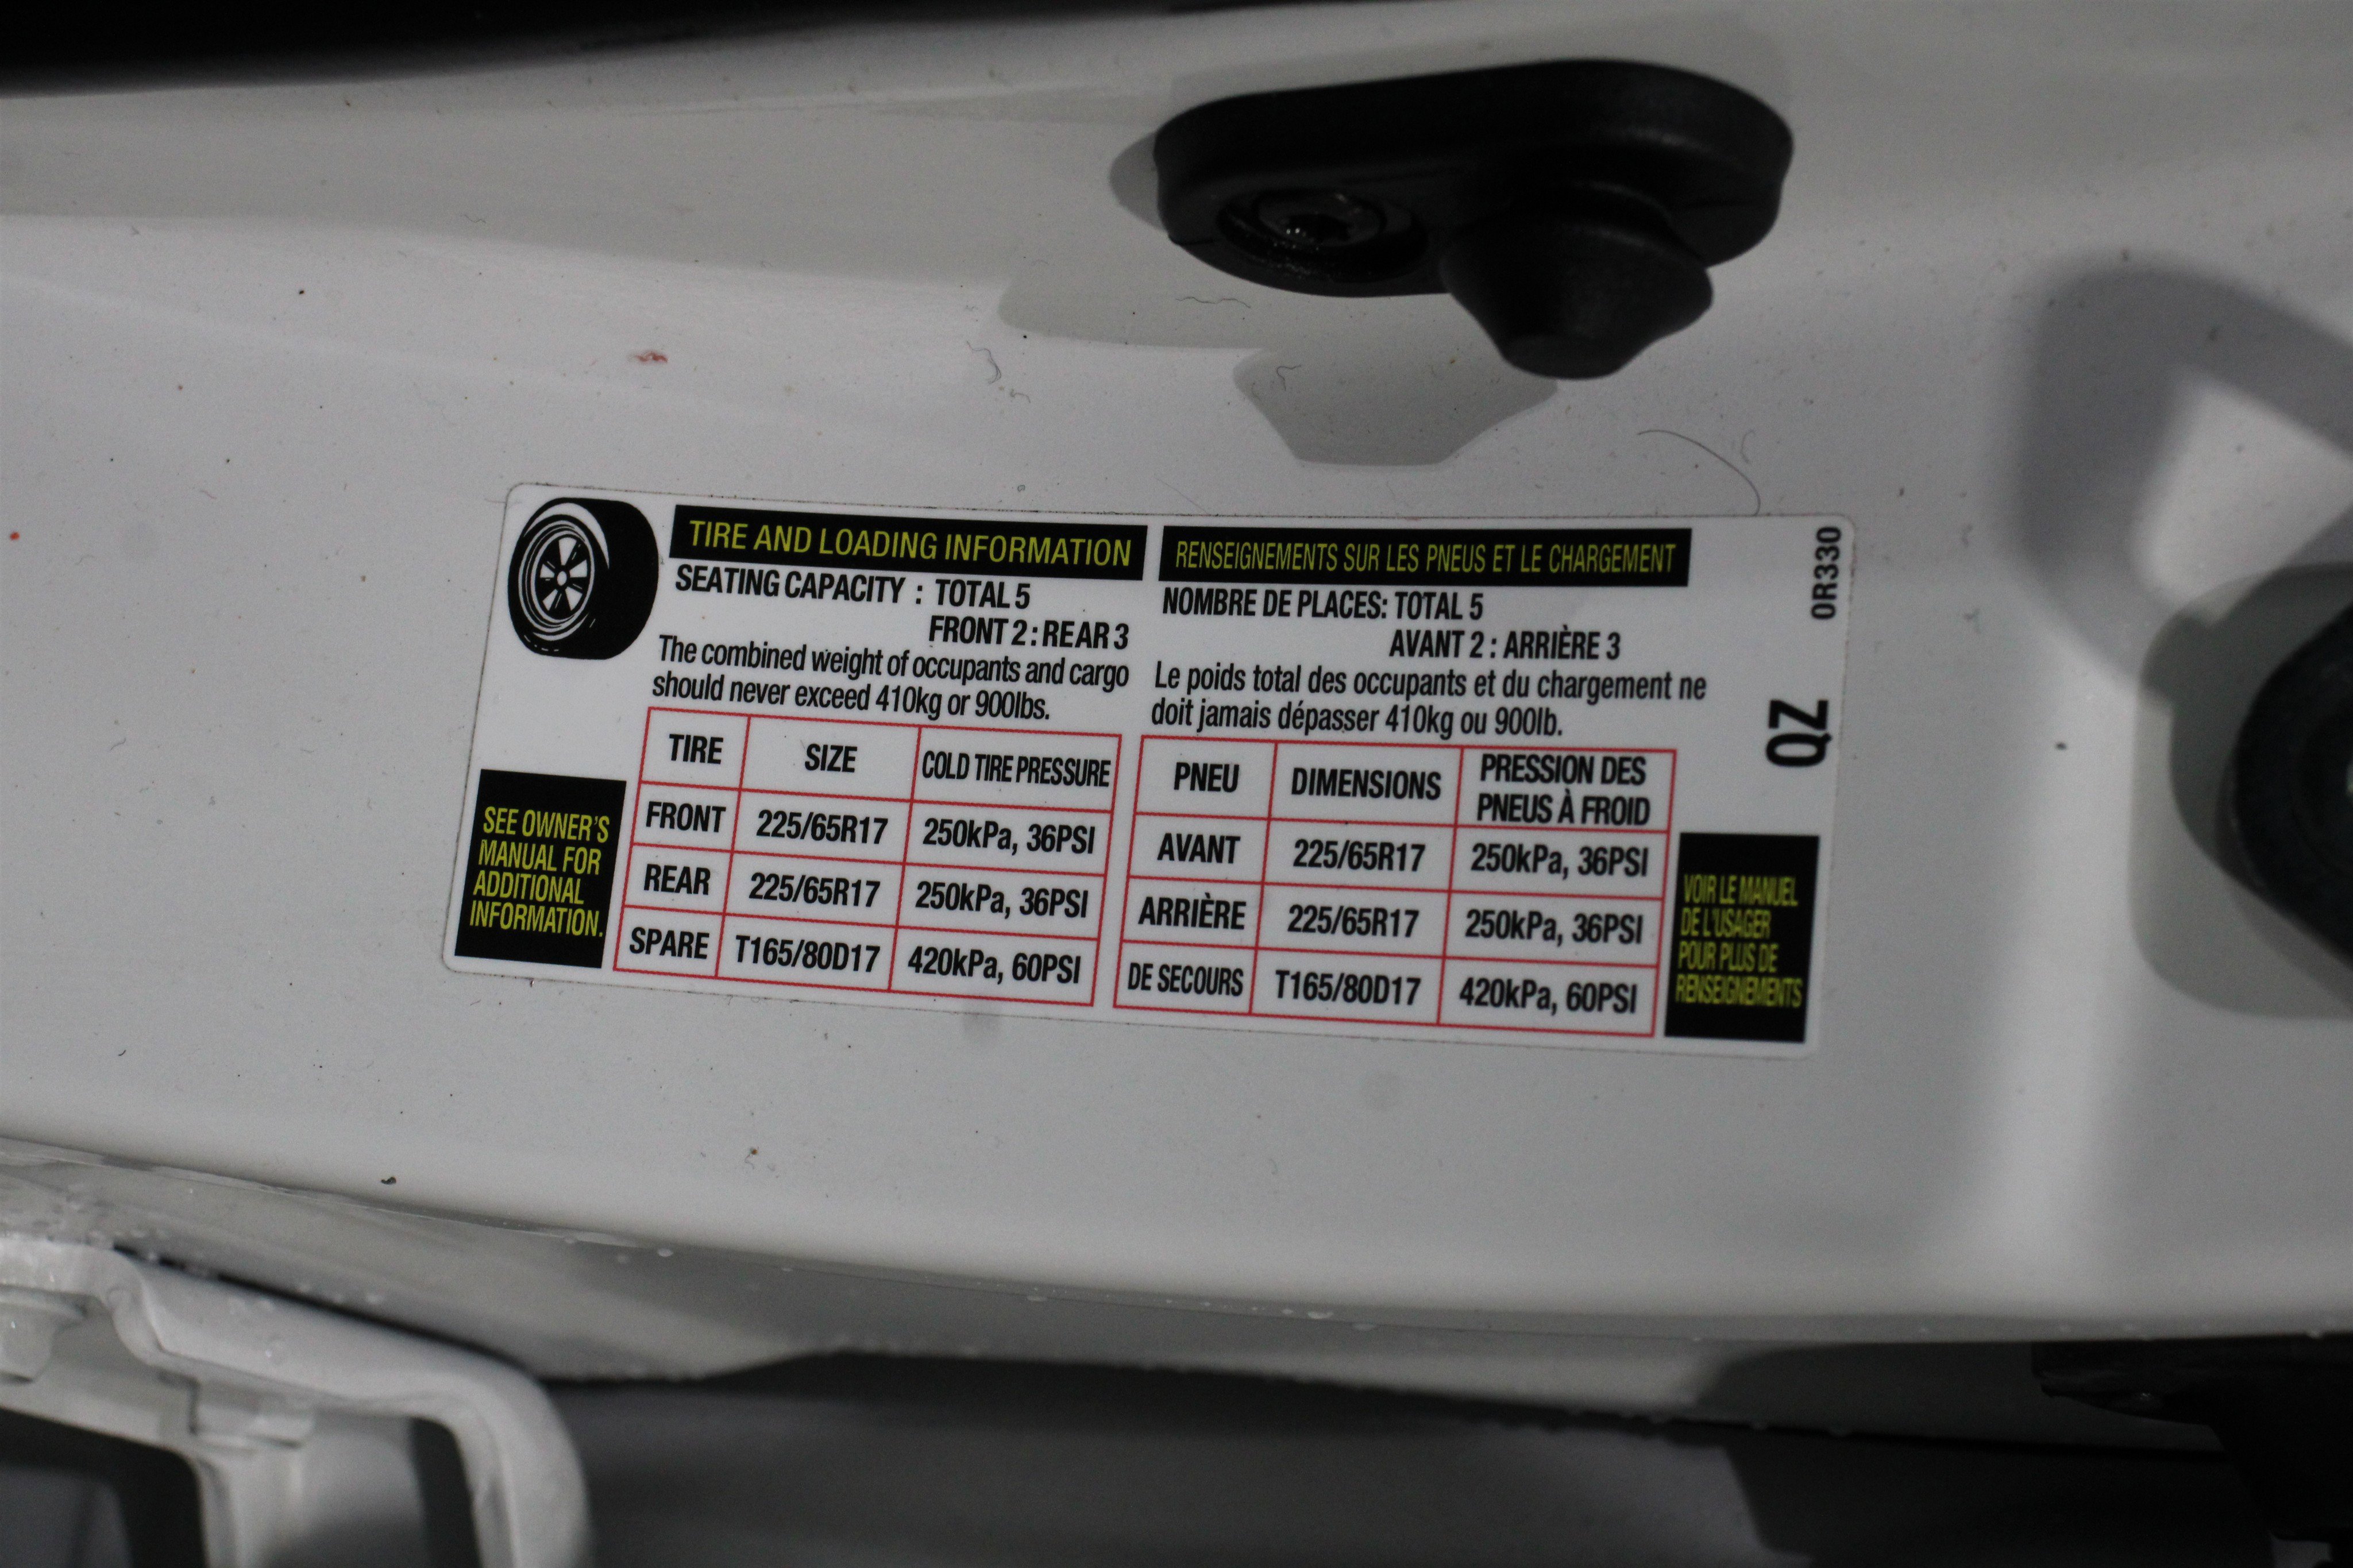 TIRE AND LOADING INFORMATION
SEATING CAPACITY : TOTAL 5
FRONT 2 : REAR 3
The combined weight of occupants and cargo
should never exceed 410kg or 900lbs.
TIRE SIZE COLD TIRE PRESSURE
FRONT 225/65R17 250kPa, 36PSI
REAR 225/65R17 250kPa, 36PSI
SPARE T165/80D17 420kPa, 60PSI
SEE OWNER'S
MANUAL FOR
ADDITIONAL
INFORMATION.
RENSEIGNEMENTS SUR LES PNEUS ET LE CHARGEMENT
NOMBRE DE PLACES: TOTAL 5
AVANT 2 : ARRIÈRE 3
Le poids total des occupants et du chargement ne
doit jamais dépasser 410kg ou 900lb.
PNEU DIMENSIONS PRESSION DES
PNEUS À FROID
AVANT 225/65R17 250kPa, 36PSI
ARRIÈRE 225/65R17 250kPa, 36PSI
DE SECOURS T165/80D17 420kPa, 60PSI
VOIR LE MANUEL
DE L'USAGER
POUR PLUS DE
RENSEIGNEMENTS
0R330
QZ